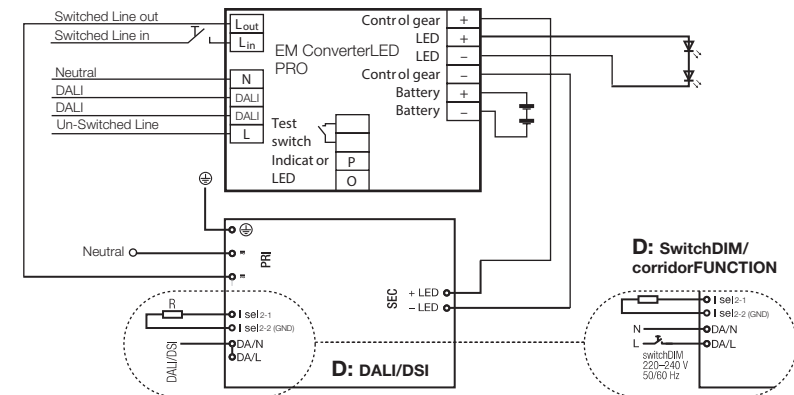 Switched Line out
Switched Line in
Neutral
DALI
DALI
Un-Switched Line
Lout
Lin
N
DALI
DALI
L
EM ConverterLED
PRO
Test
switch
Indicator
LED
P
O
Control gear +
LED +
LED –
Control gear –
Battery +
Battery –
Neutral
PRI
SEC
+ LED
– LED
R
I sel2-1
I sel2-2 (GND)
DA/N
DA/L
DALI/DSI
D: DALI/DSI
D: SwitchDIM/
corridorFUNCTION
I sel2-1
I sel2-2 (GND)
N
DA/N
L
DA/L
switchDIM
220–240 V
50/60 Hz